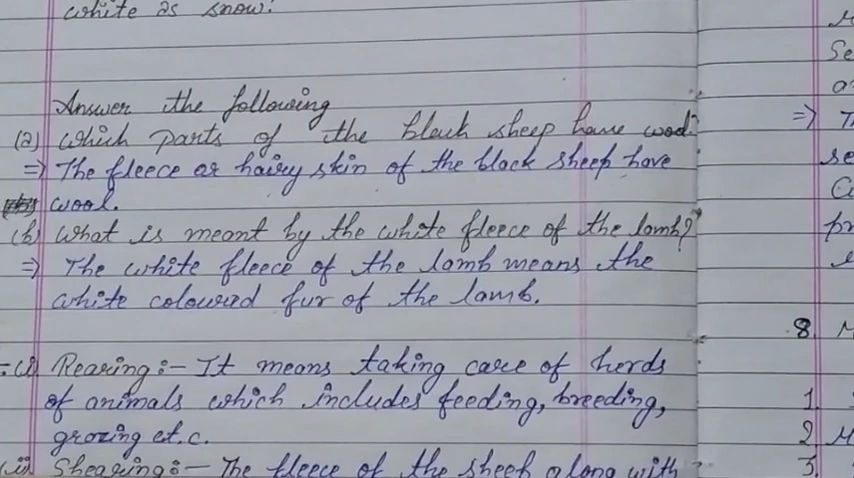 white as snow.
Answer the following
(a) Which parts of the black sheep have wool?
⇒ The fleece or hairy skin of the black sheep have
wool.
(b) What is meant by the white fleece of the lamb?
⇒ The white fleece of the lamb means the
white coloured fur of the lamb.
(i) Rearing :- It means taking care of herds
of animals which includes feeding, breeding,
grazing et.c.
(ii) Shearing :- The fleece of the sheep along with
Se
⇒ T
se
pr
8. M
1.
2. M
3.